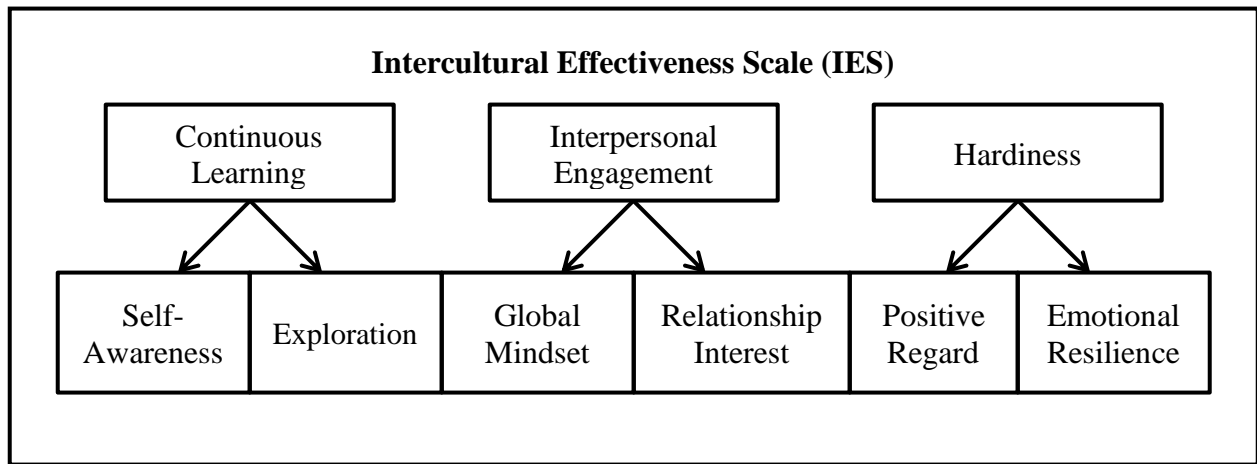 Intercultural Effectiveness Scale (IES)
Continuous
Learning
Interpersonal
Engagement
Hardiness
Self-
Awareness
Exploration
Global
Mindset
Relationship
Interest
Positive
Regard
Emotional
Resilience